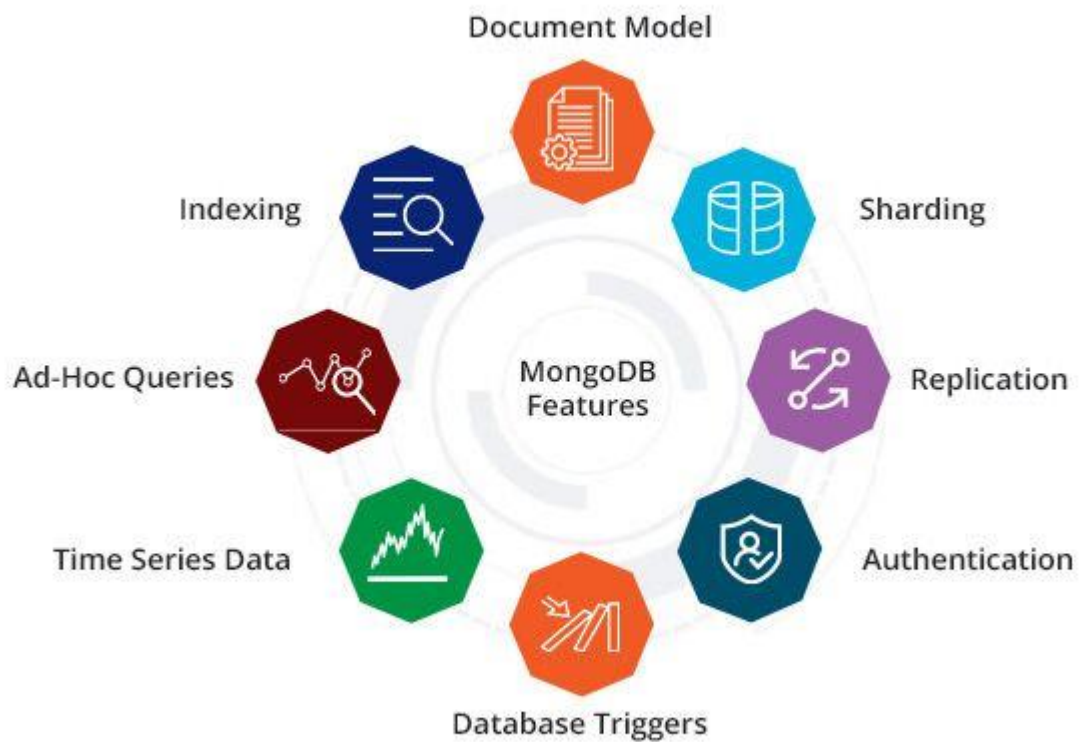 Document Model
Indexing
Sharding
Ad-Hoc Queries
MongoDB
Features
Replication
Time Series Data
Authentication
Database Triggers